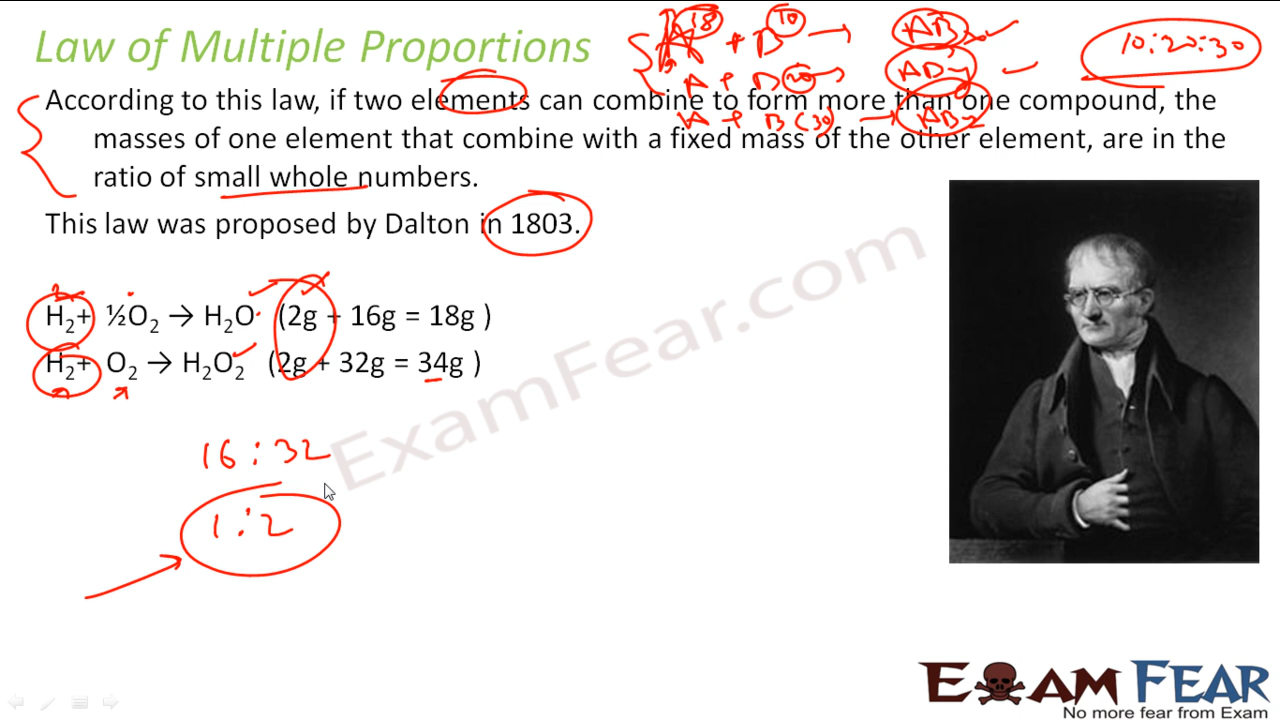 Law of Multiple Proportions
+ B 10 → AB
A + B → 
A + B (30 → AB2
10:20:30
According to this law, if two elements can combine to form more than one compound, the
masses of one element that combine with a fixed mass of the other element, are in the
ratio of small whole numbers.
This law was proposed by Dalton in 1803.
H₂+ ½O₂ → H₂O (2g + 16g = 18g )
H₂+ O₂ → H₂O₂ (2g + 32g = 34g )
16:32
1:2
ExamFear.com
EXAM FEAR
No more fear from Exam